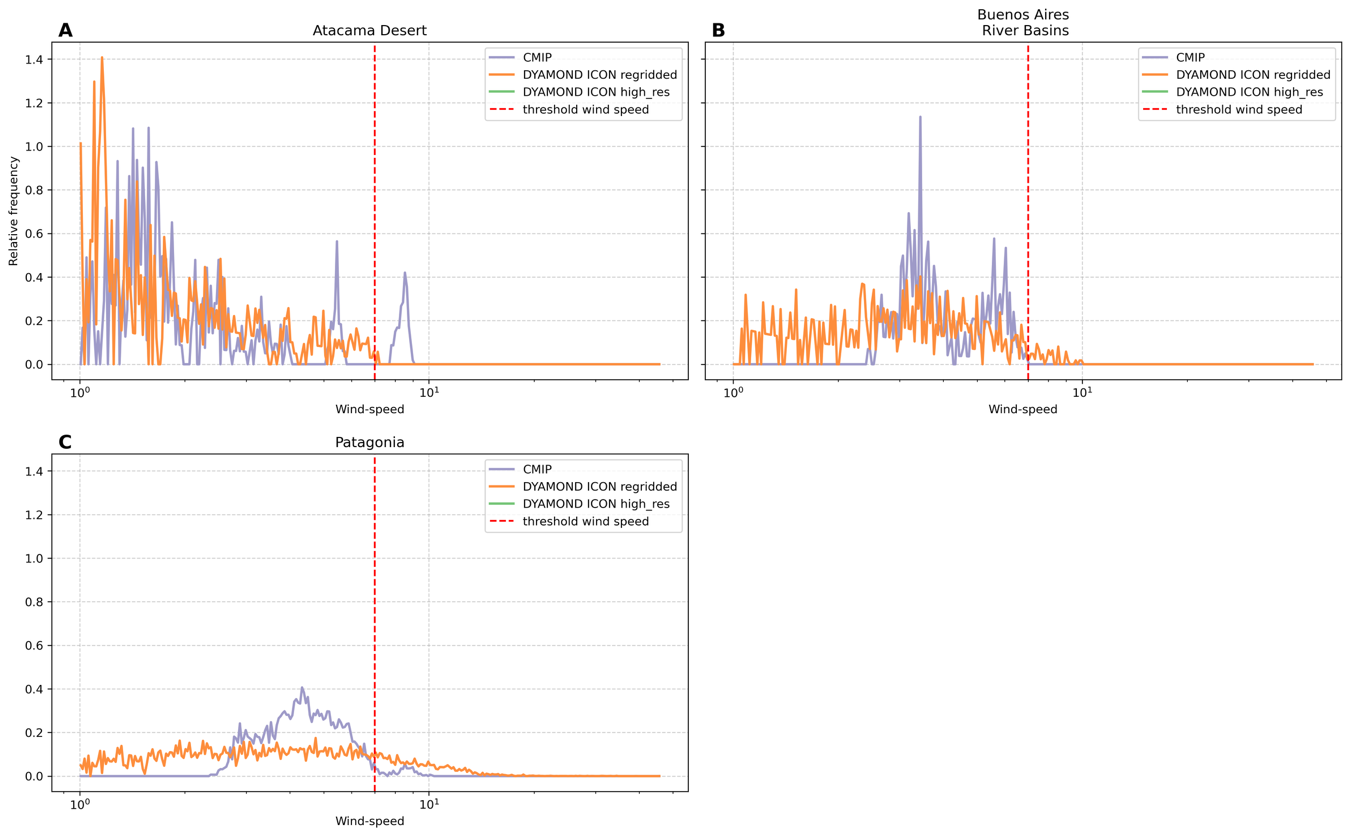 A
Atacama Desert
CMIP
DYAMOND ICON regridded
DYAMOND ICON high_res
threshold wind speed
1.4
1.2
1.0
0.8
0.6
0.4
0.2
0.0
Relative frequency
10⁰
10¹
Wind-speed
B
Buenos Aires
River Basins
CMIP
DYAMOND ICON regridded
DYAMOND ICON high_res
threshold wind speed
10⁰
10¹
Wind-speed
C
Patagonia
CMIP
DYAMOND ICON regridded
DYAMOND ICON high_res
threshold wind speed
1.4
1.2
1.0
0.8
0.6
0.4
0.2
0.0
10⁰
10¹
Wind-speed